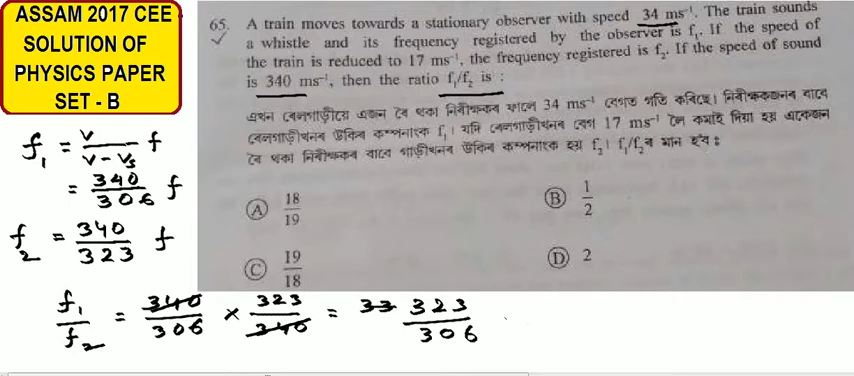 ASSAM 2017 CEE
SOLUTION OF
PHYSICS PAPER
SET - B
65. A train moves towards a stationary observer with speed 34 ms⁻¹. The train sounds
a whistle and its frequency registered by the observer is f₁. If the speed of
the train is reduced to 17 ms⁻¹, the frequency registered is f₂. If the speed of sound
is 340 ms⁻¹, then the ratio f₁/f₂ is :
এখন ৰেলগাড়ীয়ে এজন ৰৈ থকা নিৰীক্ষকৰ ফালে 34 ms⁻¹ বেগত গতি কৰিছে। নিৰীক্ষকজনৰ বাবে
ৰেলগাড়ীখনৰ উকিৰ কম্পনাংক f₁। যদি ৰেলগাড়ীখনৰ বেগ 17 ms⁻¹ লৈ কমাই দিয়া হয় একেজন
ৰৈ থকা নিৰীক্ষকৰ বাবে গাড়ীখনৰ উকিৰ কম্পনাংক হয় f₂। f₁/f₂ৰ মান হ'ব :
(A) 18/19
(B) 1/2
(C) 19/18
(D) 2
f₁ = v/(v - vₛ) f
= 340/306 f
f₂ = 340/323 f
f₁/f₂ = 340/306 × 323/340 = 33 323/306